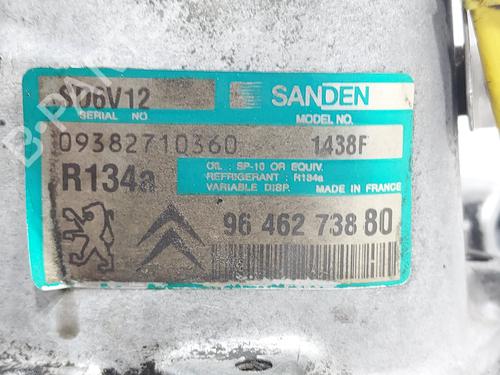 SD6V12
SANDEN
SERIAL NO
MODEL NO.
09382710360
1438F
R134a
OIL : SP-10 OR EQUIV.
REFRIGERANT : R134a
VARIABLE DISP. MADE IN FRANCE
96 462 738 80
B-PARTS